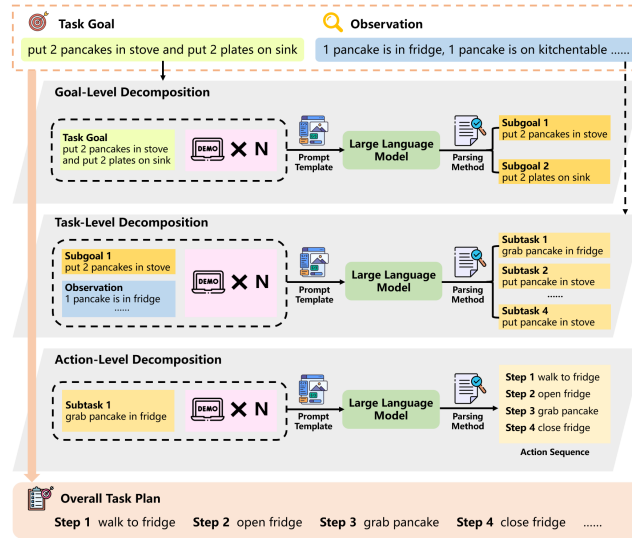 Task Goal
Observation
put 2 pancakes in stove and put 2 plates on sink
1 pancake is in fridge, 1 pancake is on kitchentable ......
Goal-Level Decomposition
Task Goal
put 2 pancakes in stove
and put 2 plates on sink
DEMO × N
Prompt
Template
Large Language
Model
Parsing
Method
Subgoal 1
put 2 pancakes in stove
Subgoal 2
put 2 plates on sink
Task-Level Decomposition
Subgoal 1
put 2 pancakes in stove
Observation
1 pancake is in fridge
......
DEMO × N
Prompt
Template
Large Language
Model
Parsing
Method
Subtask 1
grab pancake in fridge
Subtask 2
put pancake in stove
......
Subtask 4
put pancake in stove
Action-Level Decomposition
Subtask 1
grab pancake in fridge
DEMO × N
Prompt
Template
Large Language
Model
Parsing
Method
Step 1 walk to fridge
Step 2 open fridge
Step 3 grab pancake
Step 4 close fridge
Action Sequence
Overall Task Plan
Step 1 walk to fridge Step 2 open fridge Step 3 grab pancake Step 4 close fridge ......